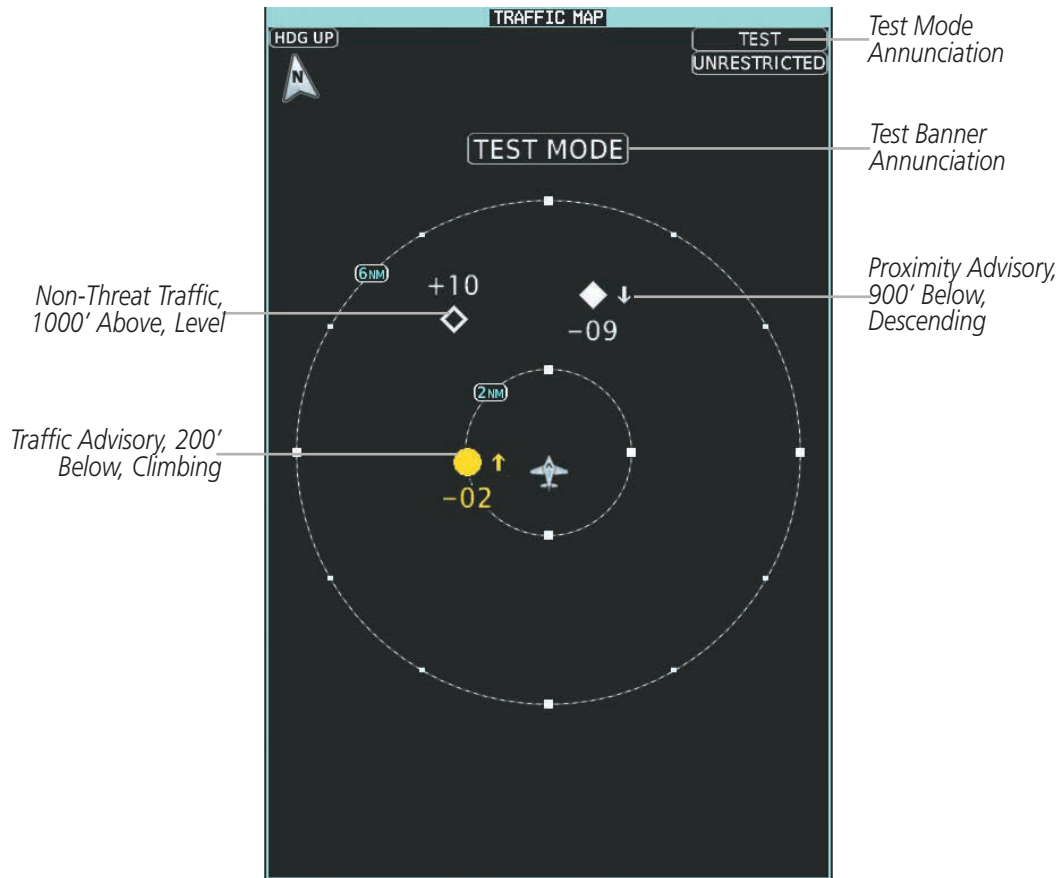 TRAFFIC MAP
HDG UP
N
TEST
UNRESTRICTED
Test Mode
Annunciation
TEST MODE
Test Banner
Annunciation
6NM
+10
-09
Non-Threat Traffic,
1000’ Above, Level
Proximity Advisory,
900’ Below,
Descending
2NM
-02
Traffic Advisory, 200’
Below, Climbing